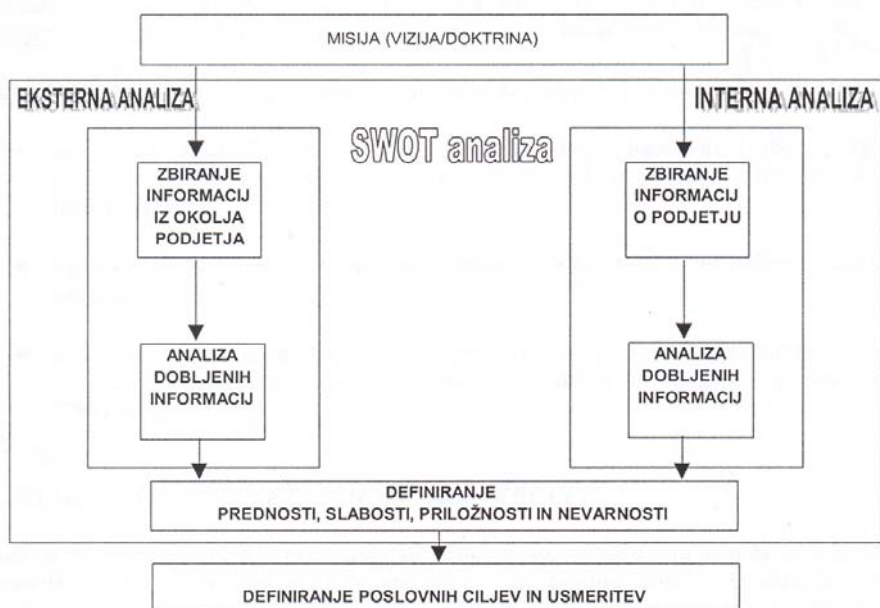 MISIJA (VIZIJA/DOKTRINA)
EKSTERNA ANALIZA
INTERNA ANALIZA
SWOT analiza
ZBIRANJE
INFORMACIJ
IZ OKOLJA
PODJETJA
ZBIRANJE
INFORMACIJ
O PODJETJU
ANALIZA
DOBLJENIH
INFORMACIJ
ANALIZA
DOBLJENIH
INFORMACIJ
DEFINIRANJE
PREDNOSTI, SLABOSTI, PRILOŽNOSTI IN NEVARNOSTI
DEFINIRANJE POSLOVNIH CILJEV IN USMERITEV